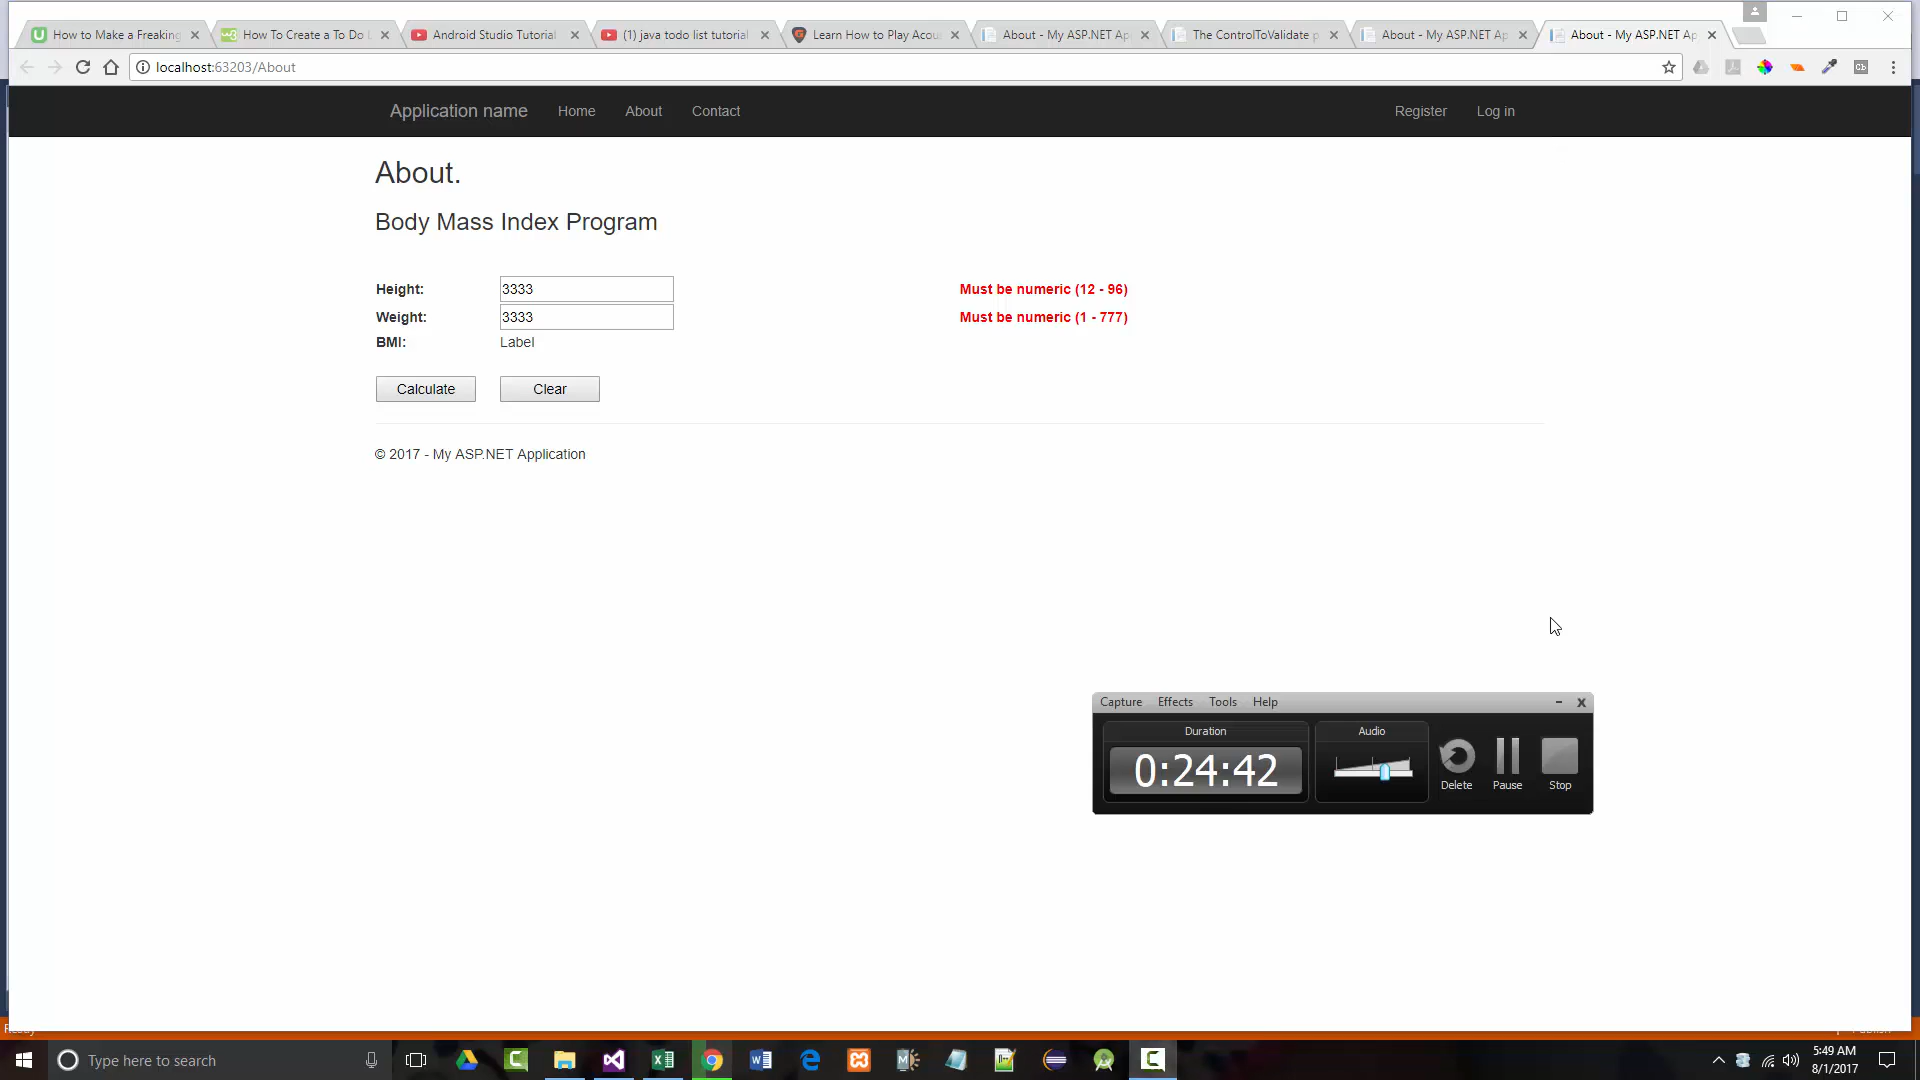 How to Make a Freaking
How To Create a To Do L
Android Studio Tutorial
(1) java todo list tutorial
Learn How to Play Acou
About - My ASP.NET Ap
The ControlToValidate p
About - My ASP.NET Ap
About - My ASP.NET Ap
localhost:63203/About
Application name
Home
About
Contact
Register
Log in
About.
Body Mass Index Program
Height:
3333
Must be numeric (12 - 96)
Weight:
3333
Must be numeric (1 - 777)
BMI:
Label
Calculate
Clear
© 2017 - My ASP.NET Application
Capture
Effects
Tools
Help
Duration
Audio
0:24:42
Delete
Pause
Stop
Type here to search
5:49 AM
8/1/2017